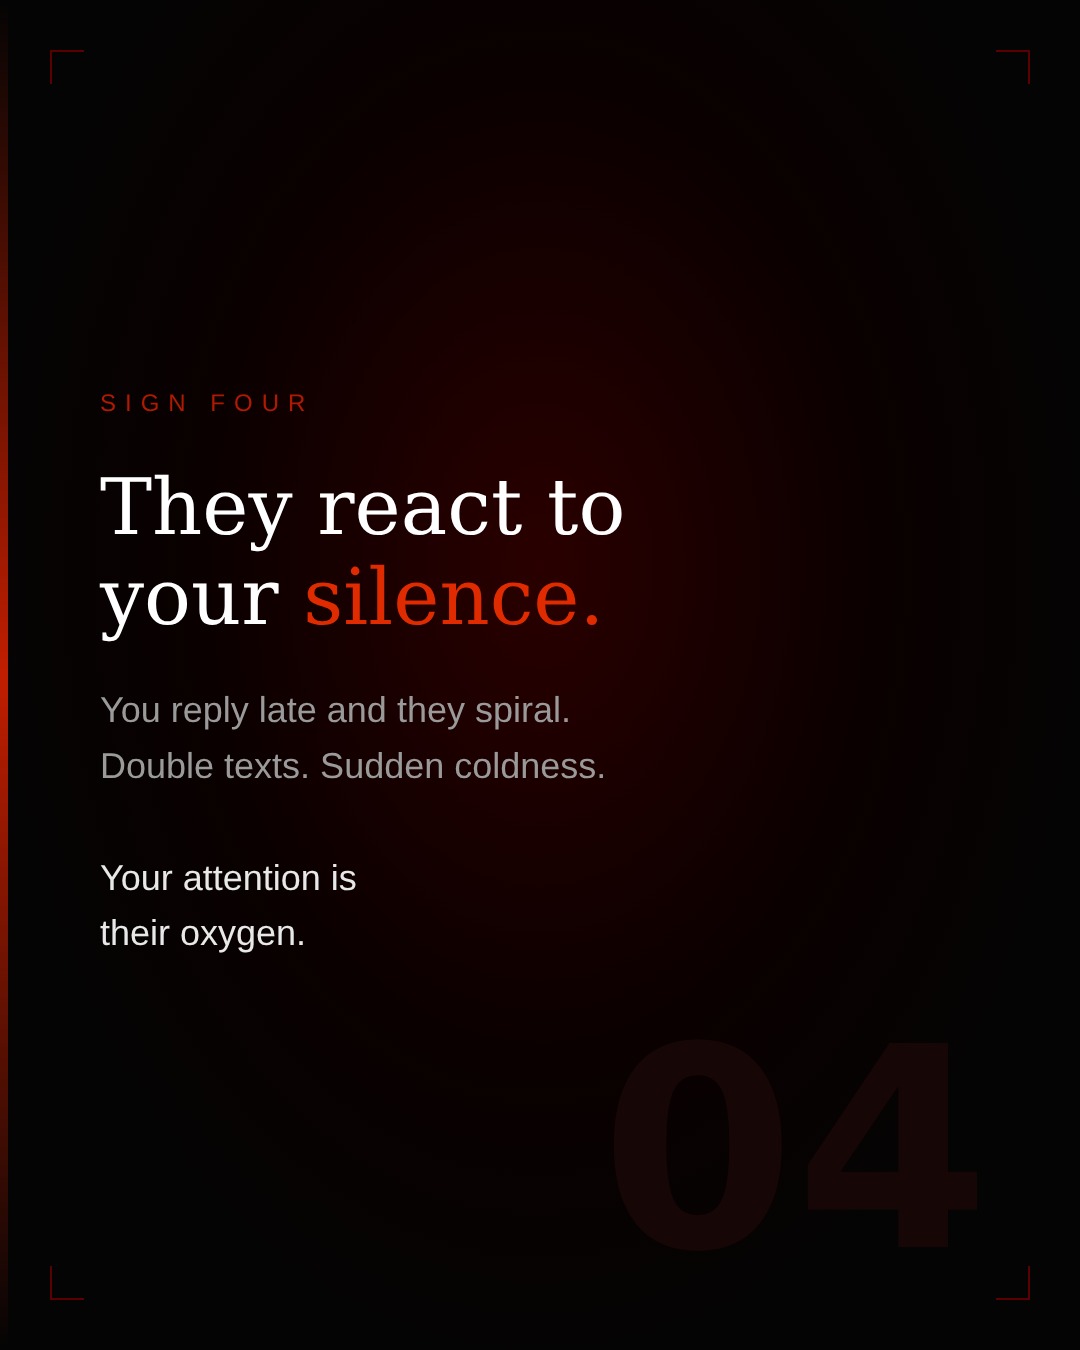 SIGN FOUR
They react to
your silence.
You reply late and they spiral.
Double texts. Sudden coldness.
Your attention is
their oxygen.
04